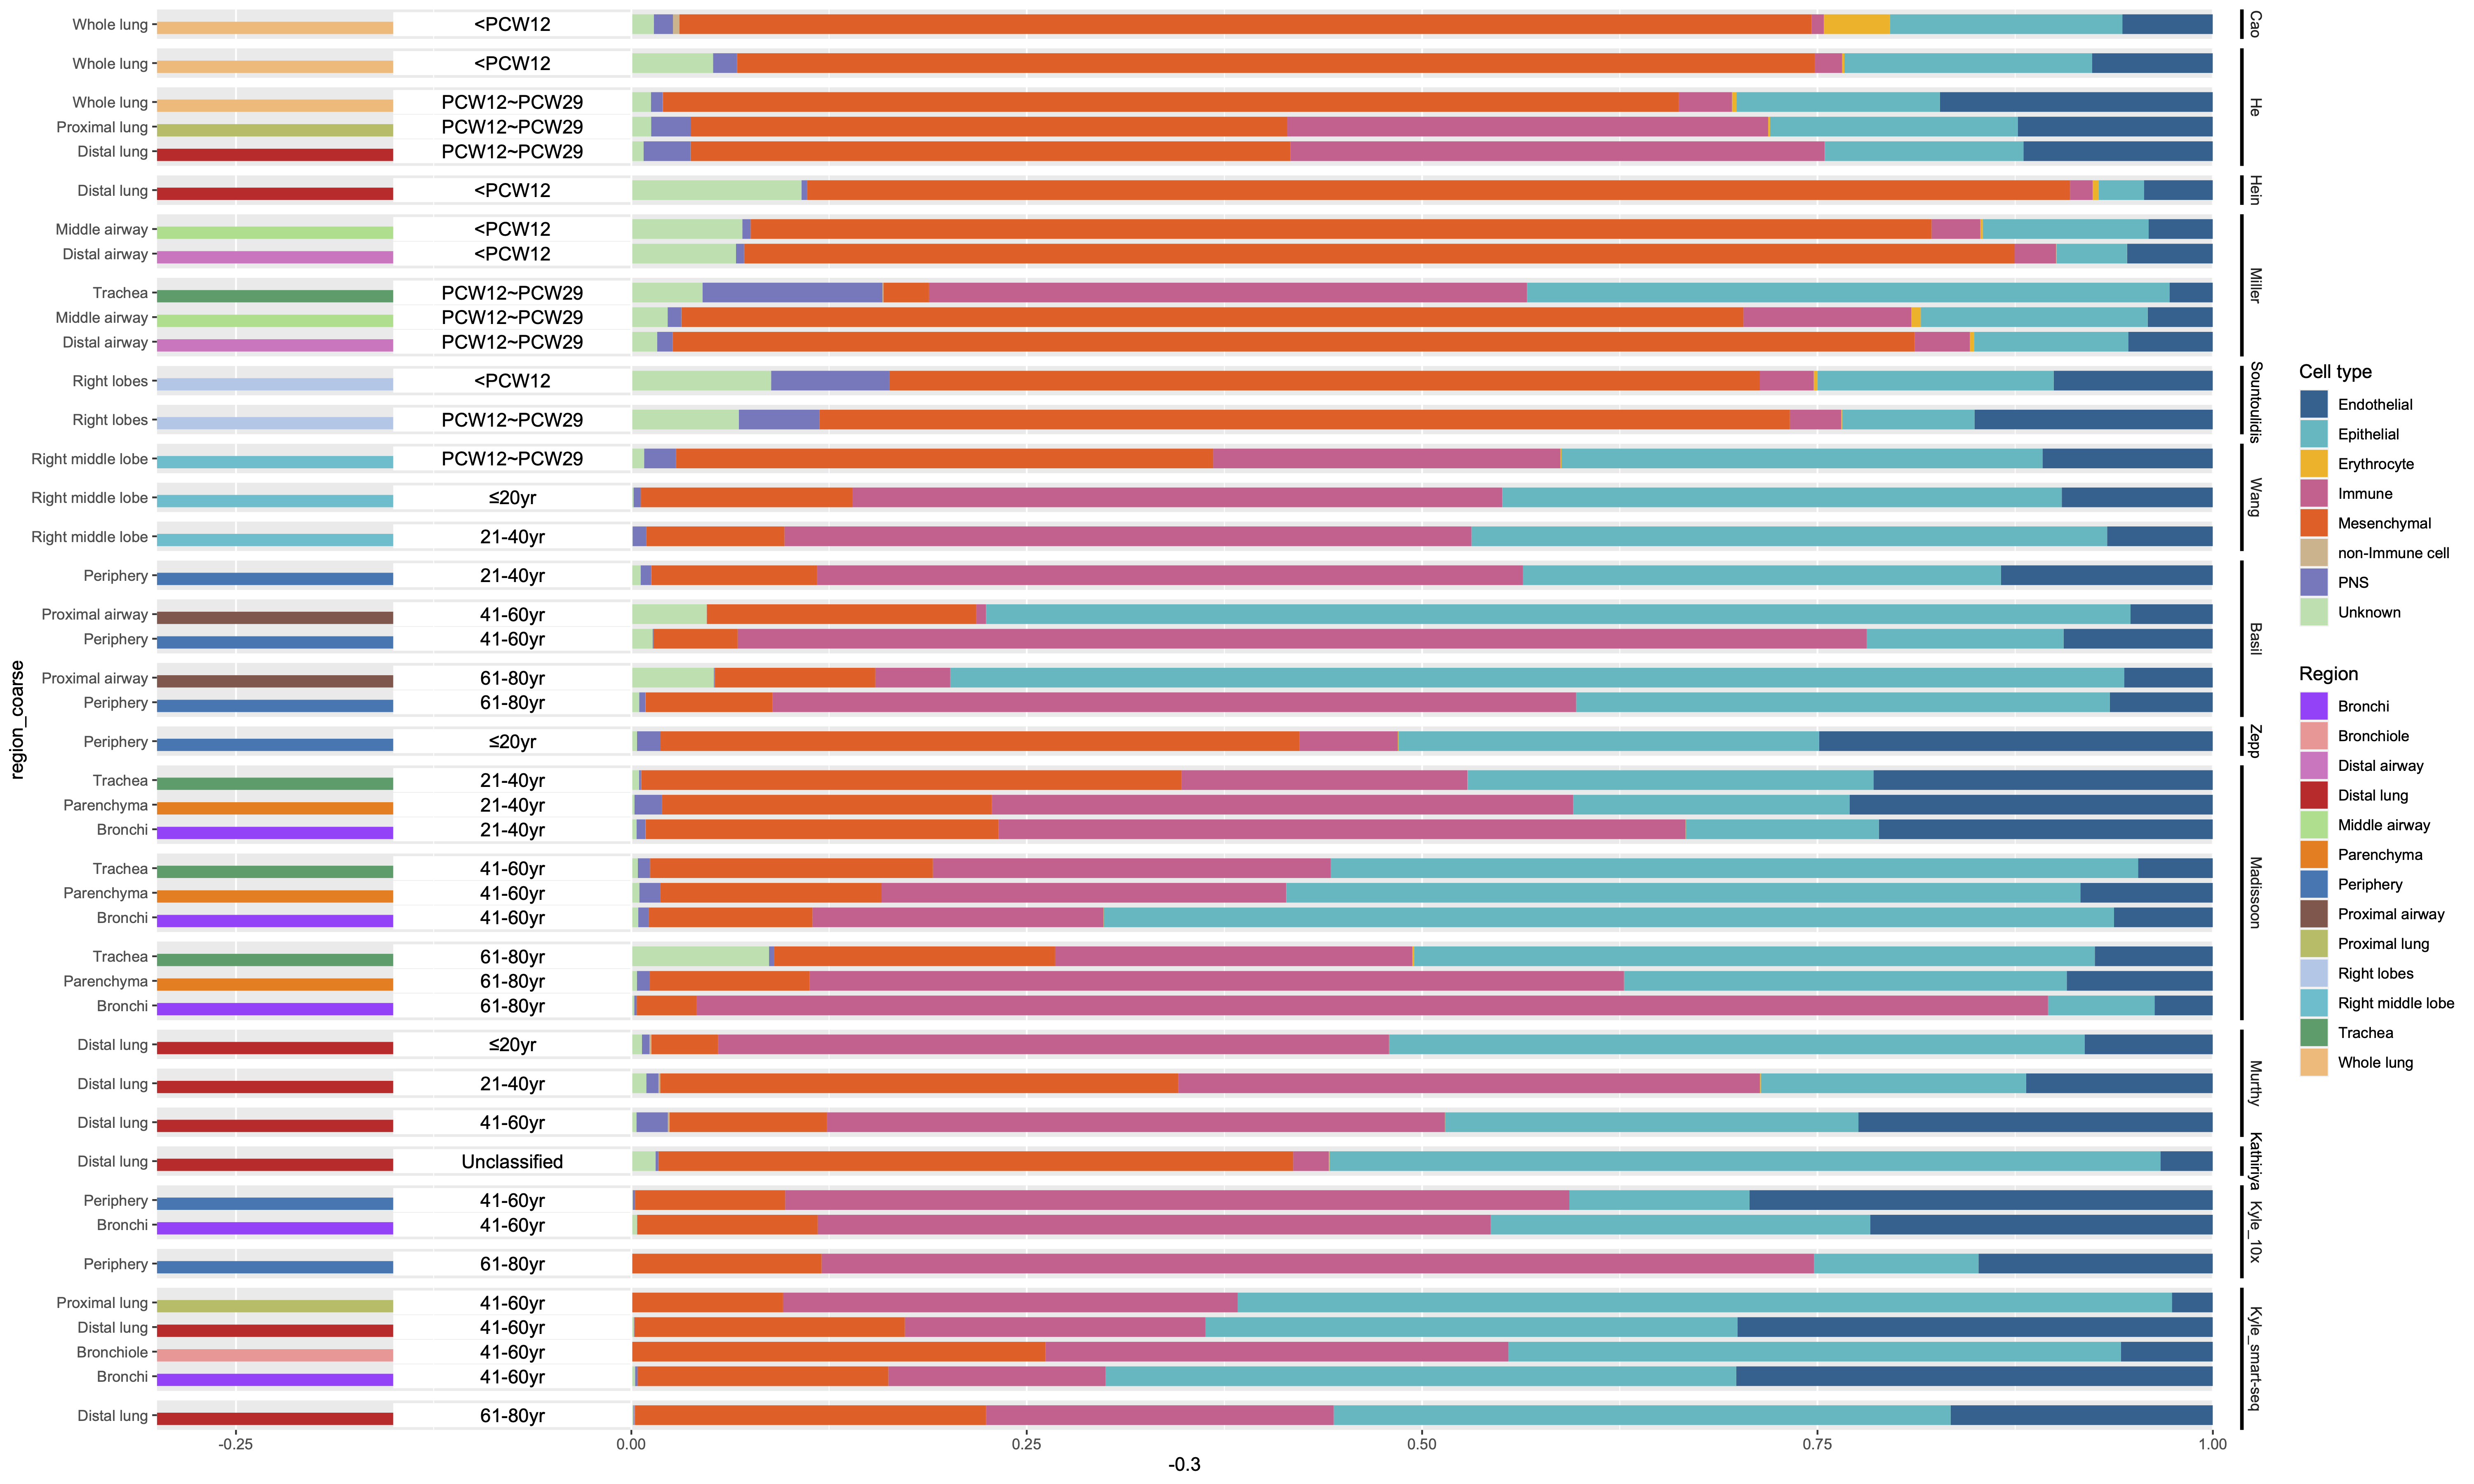 Whole lung <PCW12 Cao
Whole lung <PCW12 He
Whole lung PCW12~PCW29
Proximal lung PCW12~PCW29
Distal lung PCW12~PCW29
Distal lung <PCW12 Hein
Middle airway <PCW12 Miller
Distal airway <PCW12
Trachea PCW12~PCW29
Middle airway PCW12~PCW29
Distal airway PCW12~PCW29
Right lobes <PCW12 Sountoulidis
Right lobes PCW12~PCW29
Right middle lobe PCW12~PCW29 Wang
Right middle lobe ≤20yr
Right middle lobe 21-40yr
Periphery 21-40yr Basil
Proximal airway 41-60yr
Periphery 41-60yr
Proximal airway 61-80yr
Periphery 61-80yr
Periphery ≤20yr Zepp
Trachea 21-40yr Madissoon
Parenchyma 21-40yr
Bronchi 21-40yr
Trachea 41-60yr
Parenchyma 41-60yr
Bronchi 41-60yr
Trachea 61-80yr
Parenchyma 61-80yr
Bronchi 61-80yr
Distal lung ≤20yr Murthy
Distal lung 21-40yr
Distal lung 41-60yr
Distal lung Unclassified Kathiriya
Periphery 41-60yr Kyle_10x
Bronchi 41-60yr
Periphery 61-80yr
Proximal lung 41-60yr Kyle_smart-seq
Distal lung 41-60yr
Bronchiole 41-60yr
Bronchi 41-60yr
Distal lung 61-80yr
region_coarse
-0.25 0.00 0.25 0.50 0.75 1.00
-0.3
Cell type
Endothelial
Epithelial
Erythrocyte
Immune
Mesenchymal
non-Immune cell
PNS
Unknown
Region
Bronchi
Bronchiole
Distal airway
Distal lung
Middle airway
Parenchyma
Periphery
Proximal airway
Proximal lung
Right lobes
Right middle lobe
Trachea
Whole lung